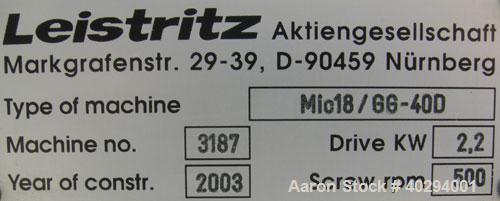 Leistritz Aktiengesellschaft
Markgrafenstr. 29-39, D-90459 Nürnberg
Type of machine Mic18/GG-40D
Machine no. 3187 Drive KW 2,2
Year of constr. 2003 Screw rpm 500
Aaron Stock # 40294001